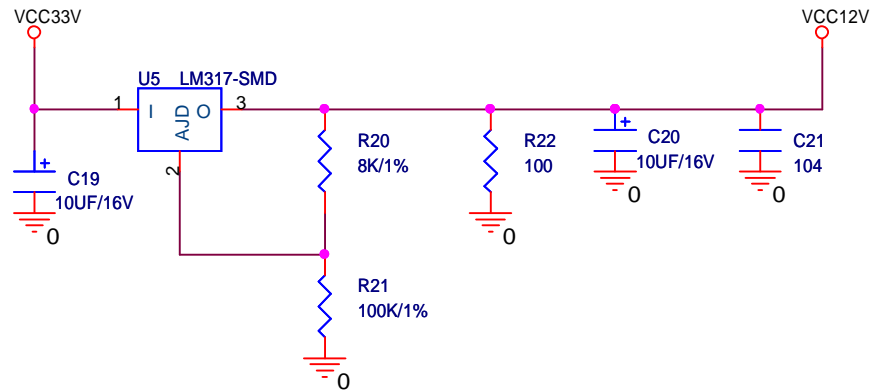 VCC33V
VCC12V
U5 LM317-SMD
1
I
AJD
O
3
2
C19
10UF/16V
0
R20
8K/1%
R22
100
0
C20
10UF/16V
0
C21
104
0
R21
100K/1%
0